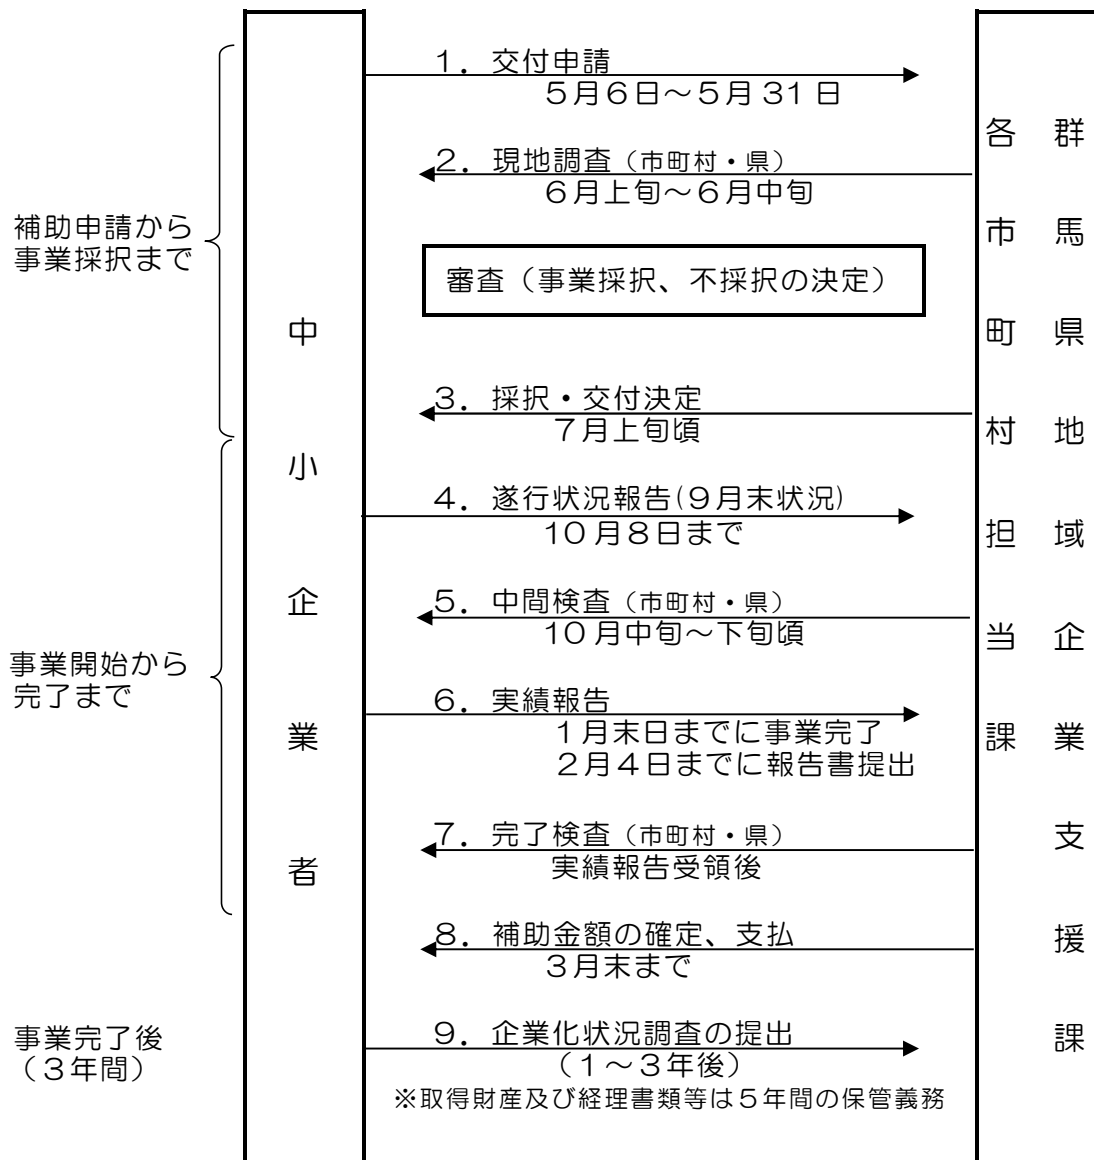 補助申請から
事業採択まで
事業開始から
完了まで
事業完了後
（３年間）
中小企業者
１．交付申請
５月６日～５月31日
２．現地調査（市町村・県）
６月上旬～６月中旬
審査（事業採択、不採択の決定）
３．採択・交付決定
７月上旬頃
４．遂行状況報告(９月末状況)
10月８日まで
５．中間検査（市町村・県）
10月中旬～下旬頃
６．実績報告
１月末日までに事業完了
２月４日までに報告書提出
７．完了検査（市町村・県）
実績報告受領後
８．補助金額の確定、支払
３月末まで
９．企業化状況調査の提出
（１～３年後）
※取得財産及び経理書類等は５年間の保管義務
群馬県地域企業支援課
各市町村担当課